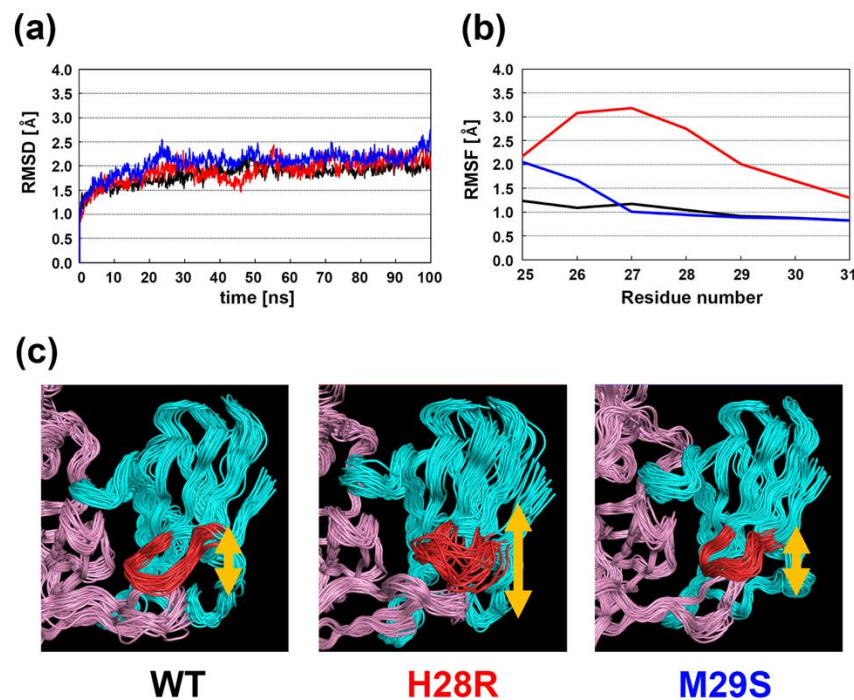 (a)
(b)
RMSD [Å]
4.0
3.5
3.0
2.5
2.0
1.5
1.0
0.5
0.0
0 10 20 30 40 50 60 70 80 90 100
time [ns]
RMSF [Å]
4.0
3.5
3.0
2.5
2.0
1.5
1.0
0.5
0.0
25 26 27 28 29 30 31
Residue number
(c)
WT H28R M29S